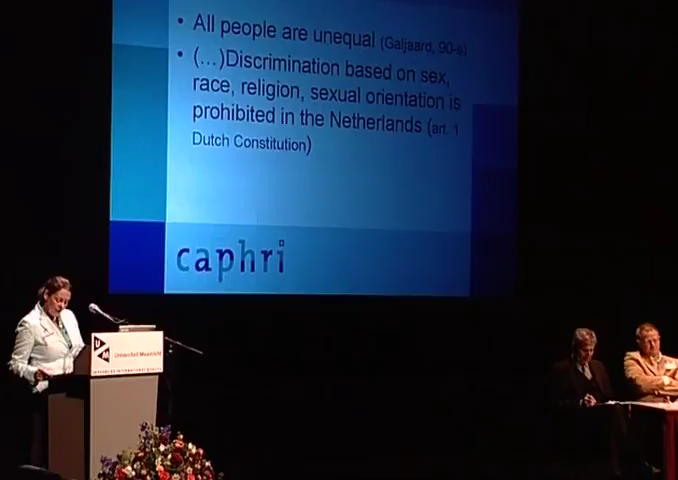 • All people are unequal (Galjaard, 90-s)
• (...)Discrimination based on sex,
race, religion, sexual orientation is
prohibited in the Netherlands (art. 1
Dutch Constitution)
caphri
U
M
Universiteit Maastricht